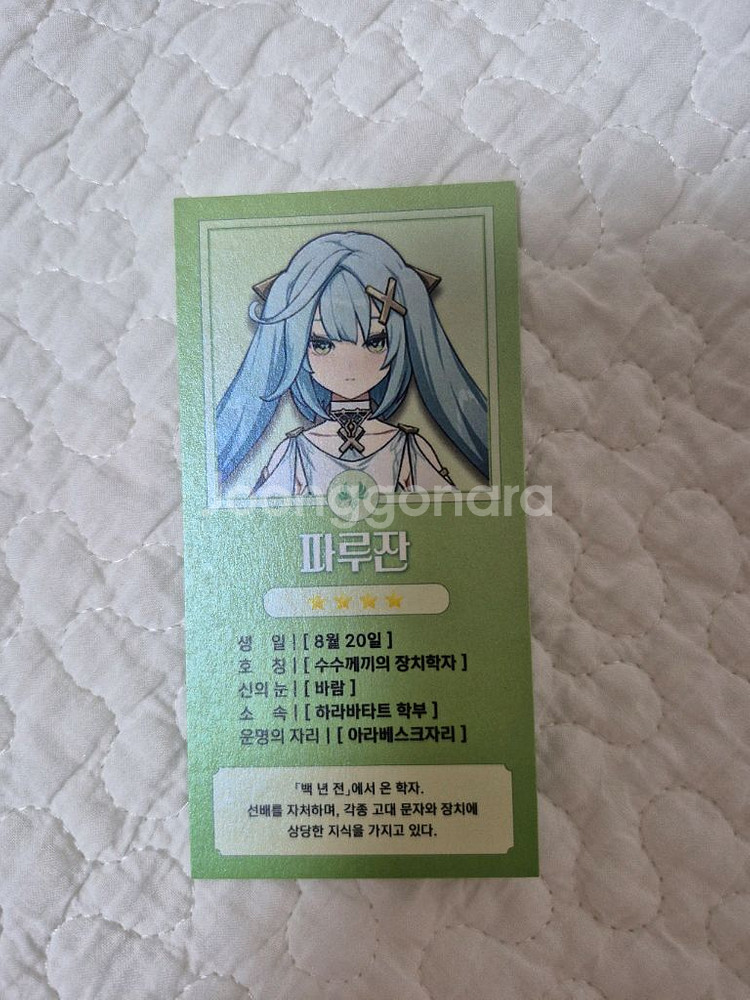 Joonggondra
파루잔
생 일 | [ 8월 20일 ]
호 칭 | [ 수수께끼의 장치학자 ]
신의 눈 | [ 바람 ]
소 속 | [ 하라바타트 학부 ]
운명의 자리 | [ 아라베스크자리 ]
「백 년 전」에서 온 학자.
선배를 자처하며, 각종 고대 문자와 장치에
상당한 지식을 가지고 있다.